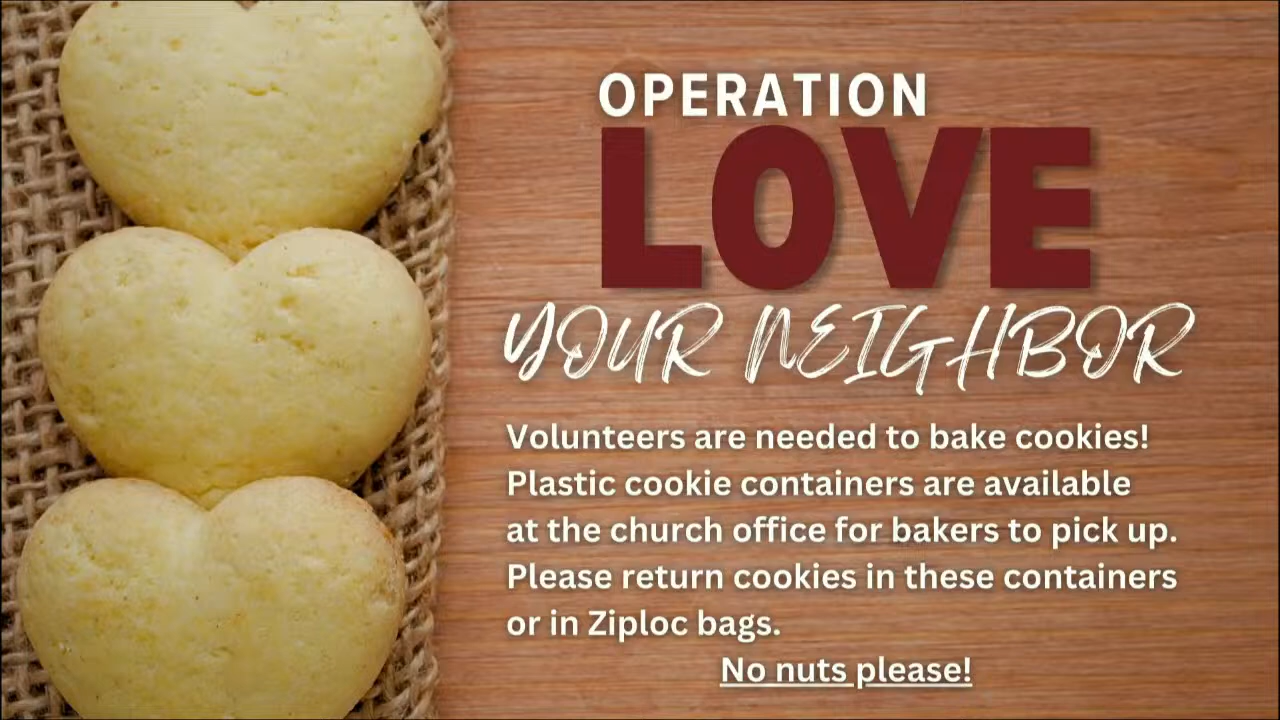 OPERATION
LOVE
YOUR NEIGHBOR
Volunteers are needed to bake cookies!
Plastic cookie containers are available
at the church office for bakers to pick up.
Please return cookies in these containers
or in Ziploc bags.
No nuts please!